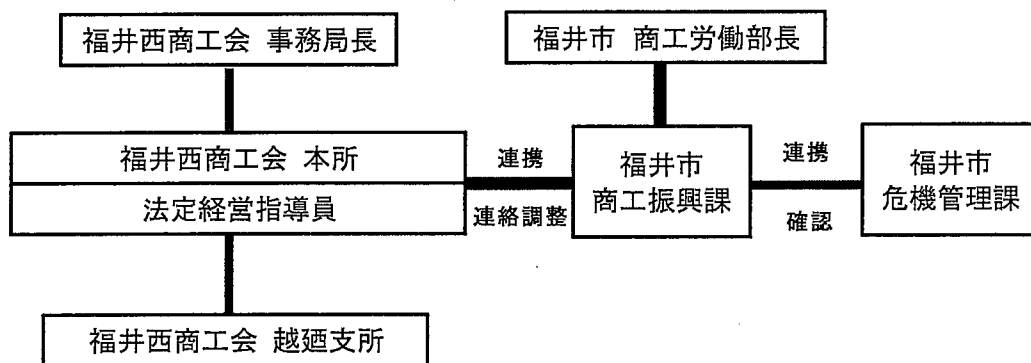 福井西商工会 事務局長
福井市 商工労働部長
福井西商工会 本所
法定経営指導員
連携
連絡調整
福井市
商工振興課
連携
確認
福井市
危機管理課
福井西商工会 越廼支所